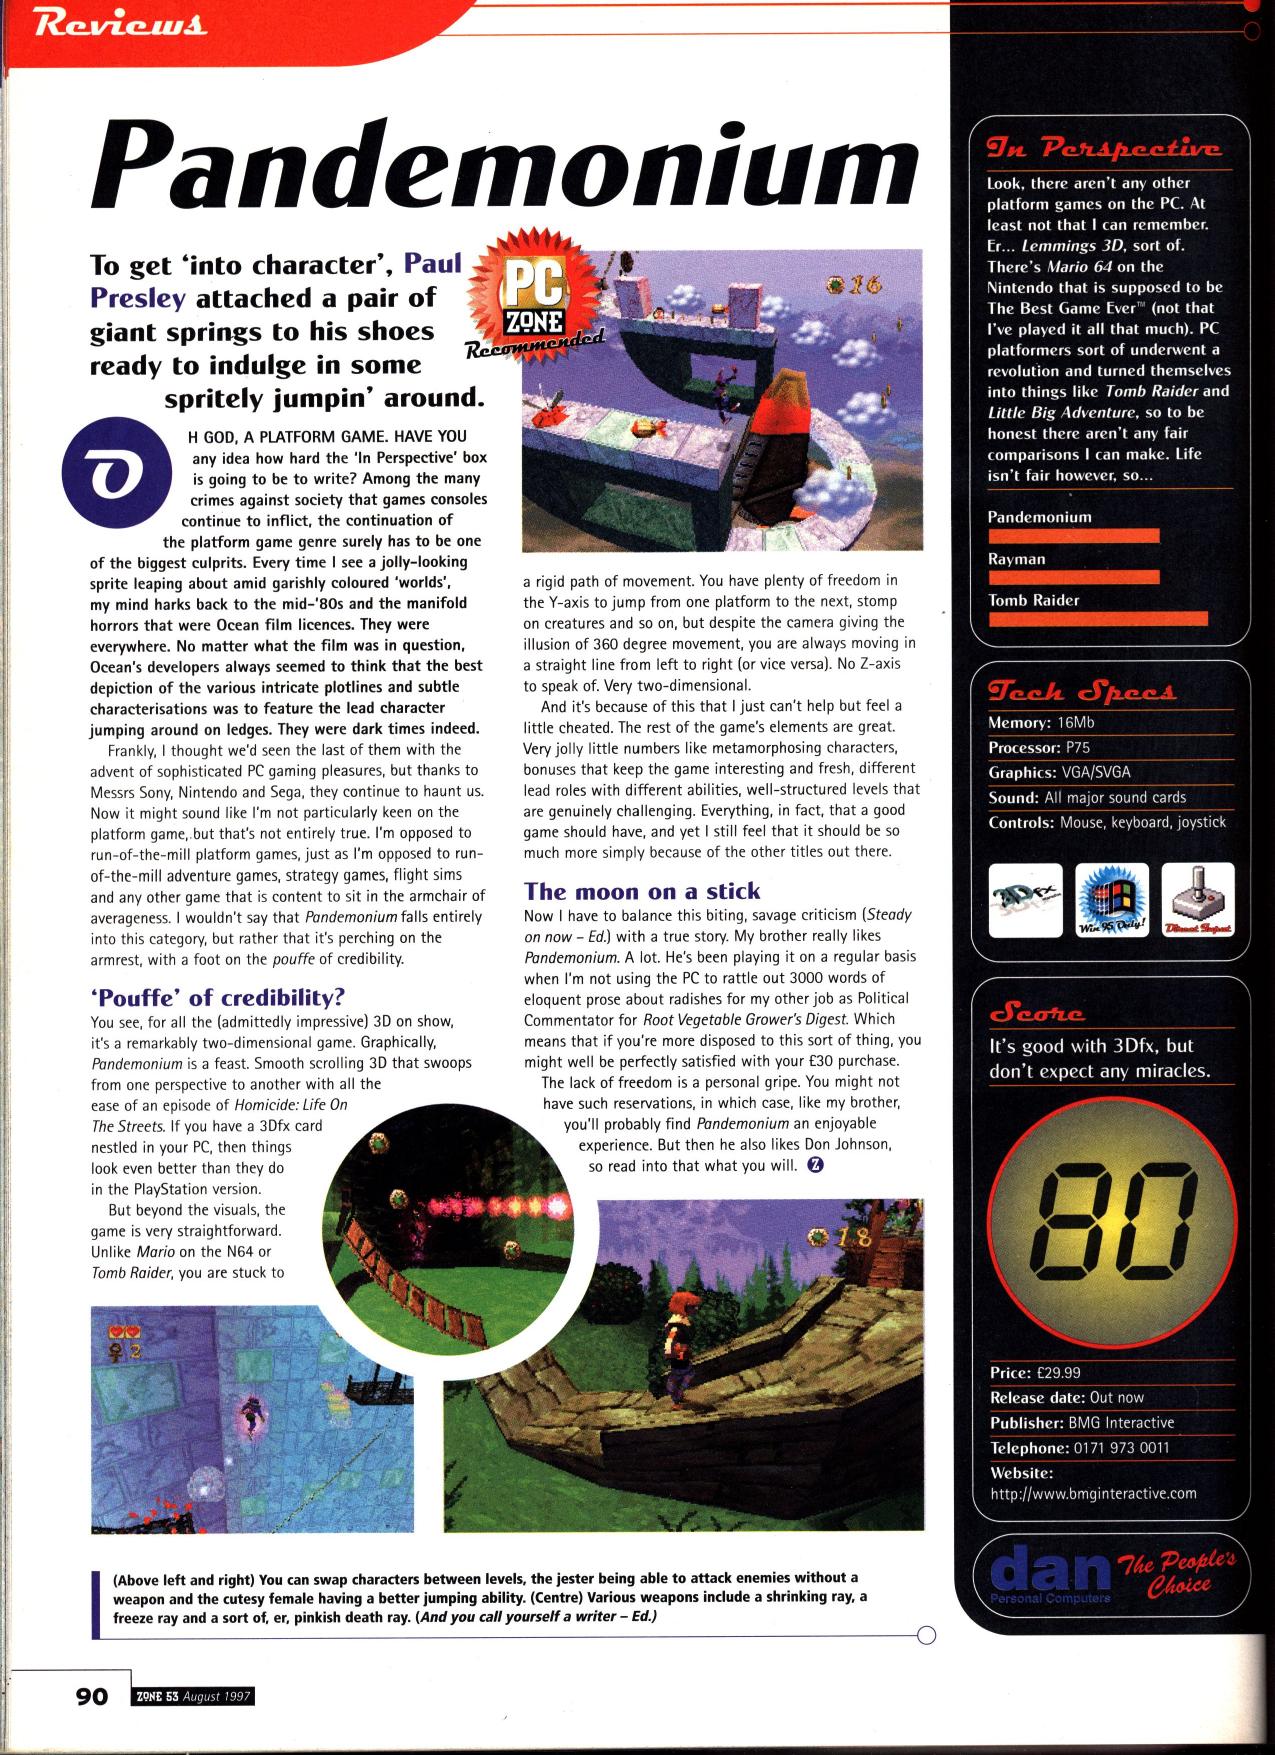 Reviews
Pandemonium
To get ‘into character’, Paul
Presley attached a pair of
giant springs to his shoes
ready to indulge in some
spritely jumpin’ around.
PC
ZONE
Recommended
16
OH GOD, A PLATFORM GAME. HAVE YOU
any idea how hard the ‘In Perspective’ box
is going to be to write? Among the many
crimes against society that games consoles
continue to inflict, the continuation of
the platform game genre surely has to be one
of the biggest culprits. Every time I see a jolly-looking
sprite leaping about amid garishly coloured ‘worlds’,
my mind harks back to the mid-’80s and the manifold
horrors that were Ocean film licences. They were
everywhere. No matter what the film was in question,
Ocean’s developers always seemed to think that the best
depiction of the various intricate plotlines and subtle
characterisations was to feature the lead character
jumping around on ledges. They were dark times indeed.
Frankly, I thought we’d seen the last of them with the
advent of sophisticated PC gaming pleasures, but thanks to
Messrs Sony, Nintendo and Sega, they continue to haunt us.
Now it might sound like I’m not particularly keen on the
platform game, but that’s not entirely true. I’m opposed to
run-of-the-mill platform games, just as I’m opposed to run-
of-the-mill adventure games, strategy games, flight sims
and any other game that is content to sit in the armchair of
averageness. I wouldn’t say that Pandemonium falls entirely
into this category, but rather that it’s perching on the
armrest, with a foot on the pouffe of credibility.
‘Pouffe’ of credibility?
You see, for all the (admittedly impressive) 3D on show,
it’s a remarkably two-dimensional game. Graphically,
Pandemonium is a feast. Smooth scrolling 3D that swoops
from one perspective to another with all the
ease of an episode of Homicide: Life On
The Streets. If you have a 3Dfx card
nestled in your PC, then things
look even better than they do
in the PlayStation version.
But beyond the visuals, the
game is very straightforward.
Unlike Mario on the N64 or
Tomb Raider, you are stuck to
a rigid path of movement. You have plenty of freedom in
the Y-axis to jump from one platform to the next, stomp
on creatures and so on, but despite the camera giving the
illusion of 360 degree movement, you are always moving in
a straight line from left to right (or vice versa). No Z-axis
to speak of. Very two-dimensional.
And it’s because of this that I just can’t help but feel a
little cheated. The rest of the game’s elements are great.
Very jolly little numbers like metamorphosing characters,
bonuses that keep the game interesting and fresh, different
lead roles with different abilities, well-structured levels that
are genuinely challenging. Everything, in fact, that a good
game should have, and yet I still feel that it should be so
much more simply because of the other titles out there.
The moon on a stick
Now I have to balance this biting, savage criticism (Steady
on now – Ed.) with a true story. My brother really likes
Pandemonium. A lot. He’s been playing it on a regular basis
when I’m not using the PC to rattle out 3000 words of
eloquent prose about radishes for my other job as Political
Commentator for Root Vegetable Grower’s Digest. Which
means that if you’re more disposed to this sort of thing, you
might well be perfectly satisfied with your £30 purchase.
The lack of freedom is a personal gripe. You might not
have such reservations, in which case, like my brother,
you’ll probably find Pandemonium an enjoyable
experience. But then he also likes Don Johnson,
so read into that what you will. Z
2
18
(Above left and right) You can swap characters between levels, the jester being able to attack enemies without a
weapon and the cutesy female having a better jumping ability. (Centre) Various weapons include a shrinking ray, a
freeze ray and a sort of, er, pinkish death ray. (And you call yourself a writer – Ed.)
90 ZONE 53 August 1997
In Perspective
Look, there aren’t any other
platform games on the PC. At
least not that I can remember.
Er... Lemmings 3D, sort of.
There’s Mario 64 on the
Nintendo that is supposed to be
The Best Game Ever™ (not that
I’ve played it all that much). PC
platformers sort of underwent a
revolution and turned themselves
into things like Tomb Raider and
Little Big Adventure, so to be
honest there aren’t any fair
comparisons I can make. Life
isn’t fair however, so...
Pandemonium
Rayman
Tomb Raider
Tech Specs
Memory: 16Mb
Processor: P75
Graphics: VGA/SVGA
Sound: All major sound cards
Controls: Mouse, keyboard, joystick
3Dfx
Win 95 Only!
Direct Input
Score
It’s good with 3Dfx, but
don’t expect any miracles.
80
Price: £29.99
Release date: Out now
Publisher: BMG Interactive
Telephone: 0171 973 0011
Website:
http://www.bmginteractive.com
dan
Personal Computers
The People’s
Choice